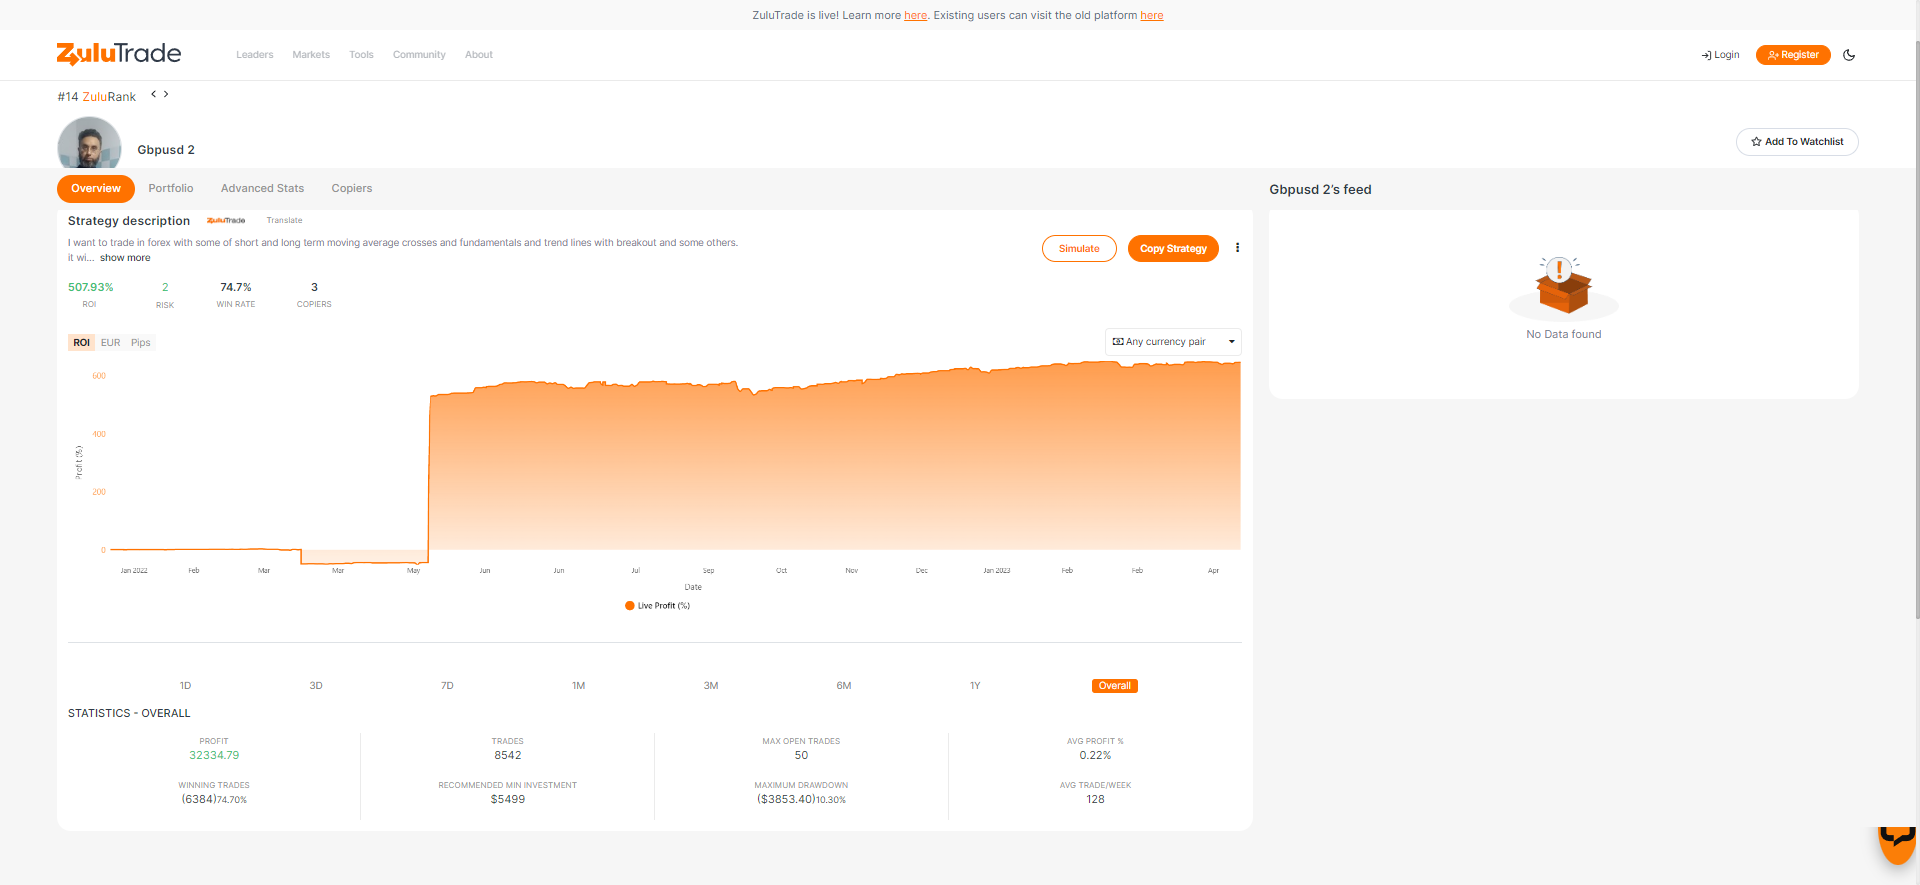 ZuluTrade is live! Learn more here. Existing users can visit the old platform here
ZuluTrade
Leaders Markets Tools Community About
Login Register
#14 ZuluRank < >
Gbpusd 2
Add To Watchlist
Overview Portfolio Advanced Stats Copiers
Gbpusd 2's feed
Strategy description ZuluTrade Translate
I want to trade in forex with some of short and long term moving average crosses and fundamentals and trend lines with breakout and some others.
it wi... show more
Simulate Copy Strategy
507.93% 2 74.7% 3
ROI RISK WIN RATE COPIERS
No Data found
ROI EUR Pips
Any currency pair
600
400
200
0
Profit (%)
Jan 2022 Feb Mar Mar May Jun Jun Jul Sep Oct Nov Dec Jan 2023 Feb Feb Apr
Date
Live Profit (%)
1D 3D 7D 1M 3M 6M 1Y Overall
STATISTICS - OVERALL
PROFIT TRADES MAX OPEN TRADES AVG PROFIT %
32334.79 8542 50 0.22%
WINNING TRADES RECOMMENDED MIN INVESTMENT MAXIMUM DRAWDOWN AVG TRADE/WEEK
(6384)74.70% $5499 ($3853.40)10.30% 128